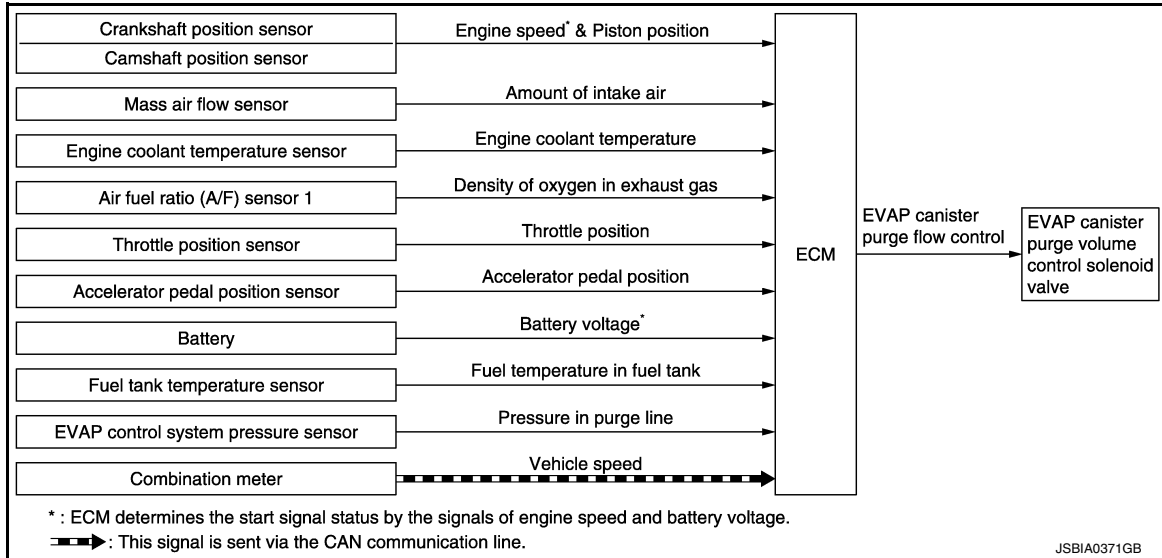 Crankshaft position sensor
Engine speed* & Piston position
Camshaft position sensor
Mass air flow sensor
Amount of intake air
Engine coolant temperature sensor
Engine coolant temperature
Air fuel ratio (A/F) sensor 1
Density of oxygen in exhaust gas
Throttle position sensor
Throttle position
Accelerator pedal position sensor
Accelerator pedal position
Battery
Battery voltage*
Fuel tank temperature sensor
Fuel temperature in fuel tank
EVAP control system pressure sensor
Pressure in purge line
Combination meter
Vehicle speed
ECM
EVAP canister
purge flow control
EVAP canister
purge volume
control solenoid
valve
* : ECM determines the start signal status by the signals of engine speed and battery voltage.
: This signal is sent via the CAN communication line.
JSBIA0371GB